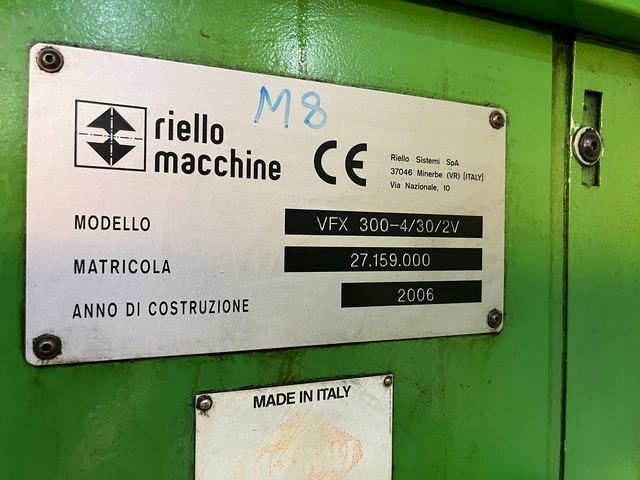 M8
riello
macchine
CE
Riello Sistemi SpA
37046 Minerbe (VR) [ITALY]
Via Nazionale, 10
MODELLO VFX 300-4/30/2V
MATRICOLA 27.159.000
ANNO DI COSTRUZIONE 2006
MADE IN ITALY